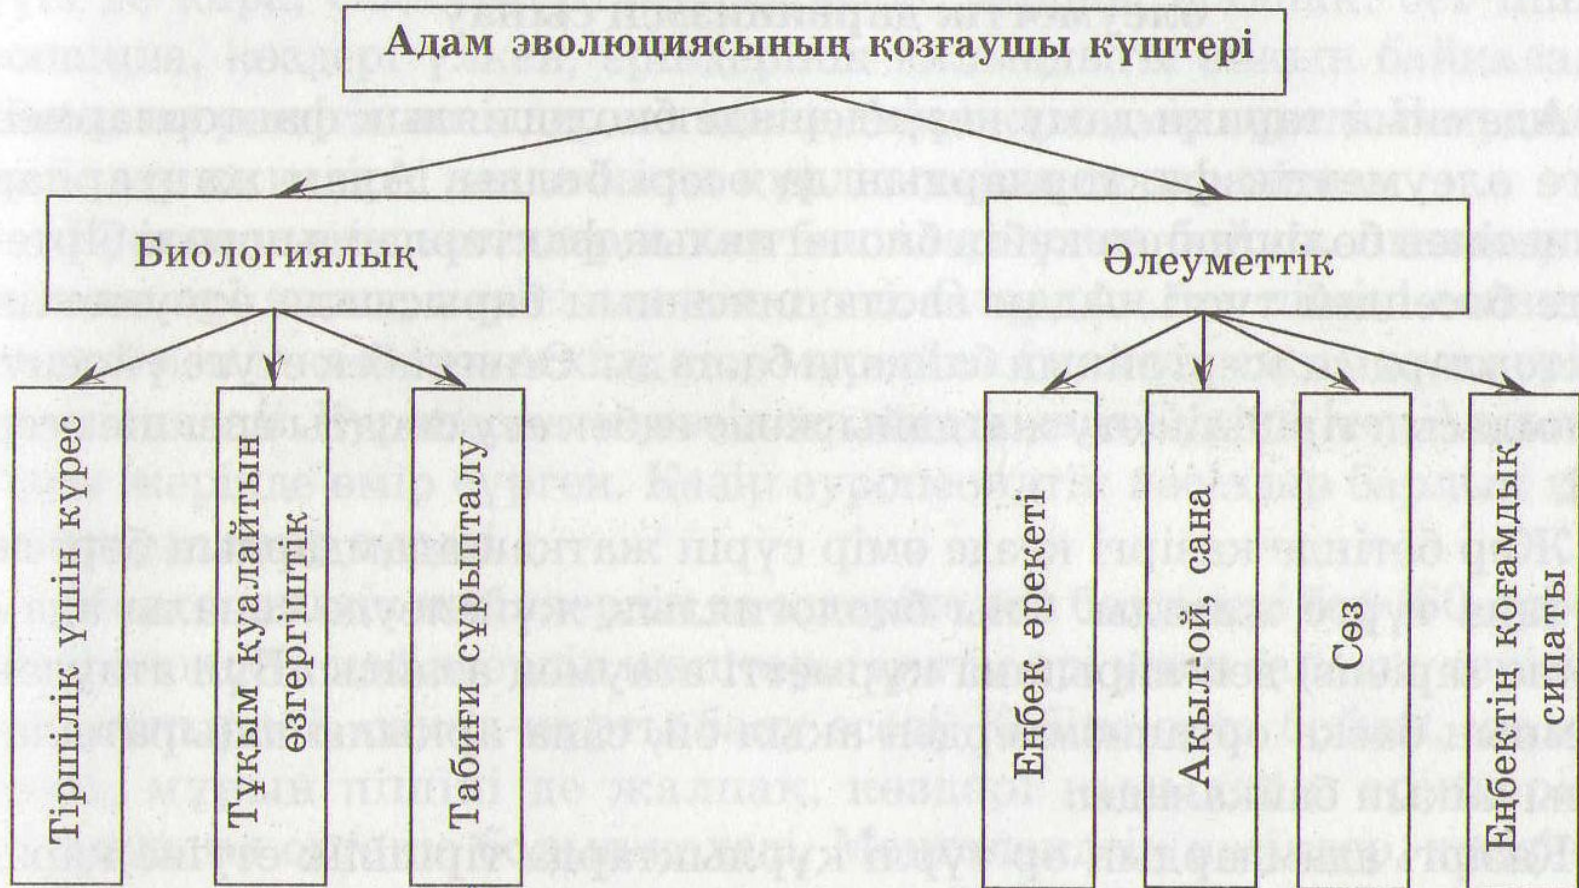 Адам эволюциясының қозғаушы күштері
Биологиялық
Әлеуметтік
Тіршілік үшін күрес
Тұқым қуалайтын
өзгергіштік
Табиғи сұрыпталу
Еңбек әрекеті
Ақыл-ой, сана
Сөз
Еңбектің қоғамдық
сипаты